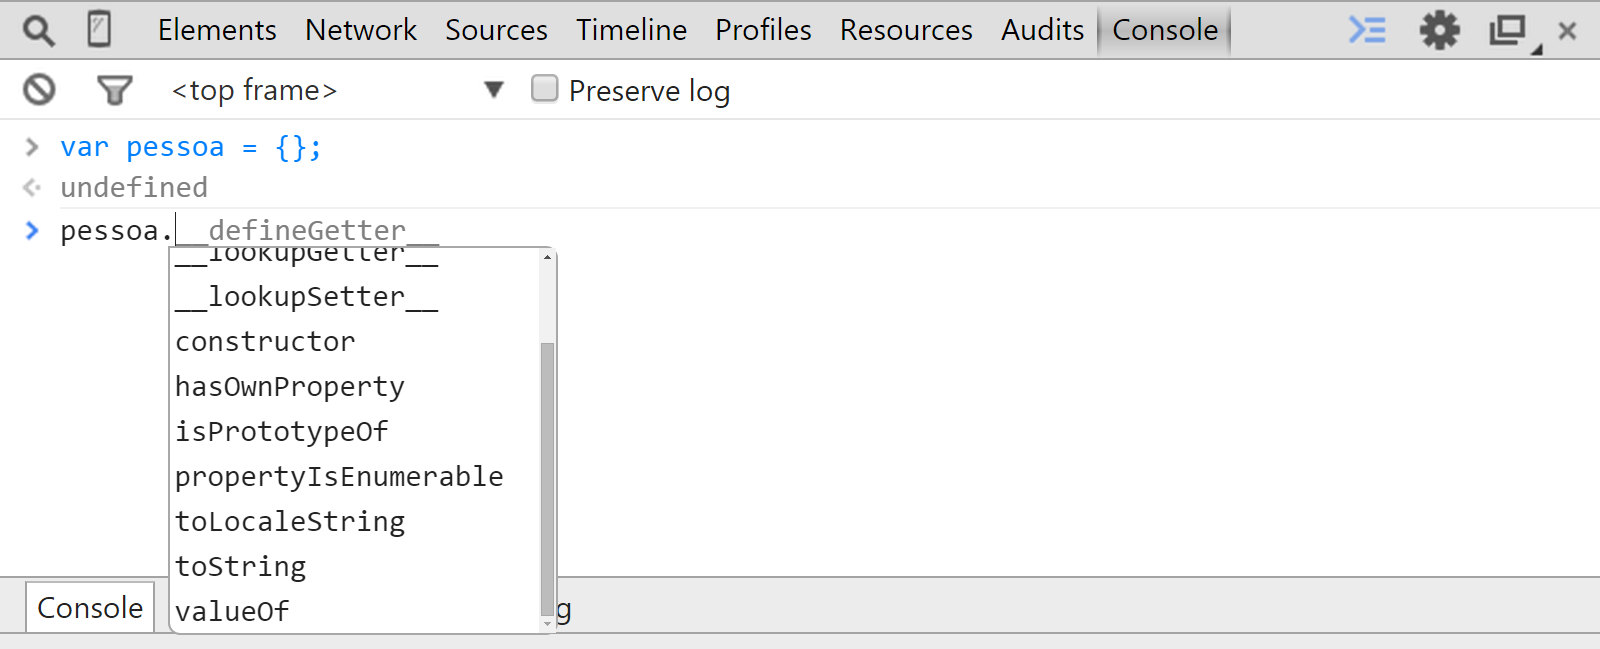 Elements Network Sources Timeline Profiles Resources Audits Console
<top frame> Preserve log
var pessoa = {};
undefined
pessoa.__defineGetter__
__lookupGetter__
__lookupSetter__
constructor
hasOwnProperty
isPrototypeOf
propertyIsEnumerable
toLocaleString
toString
valueOf
Console